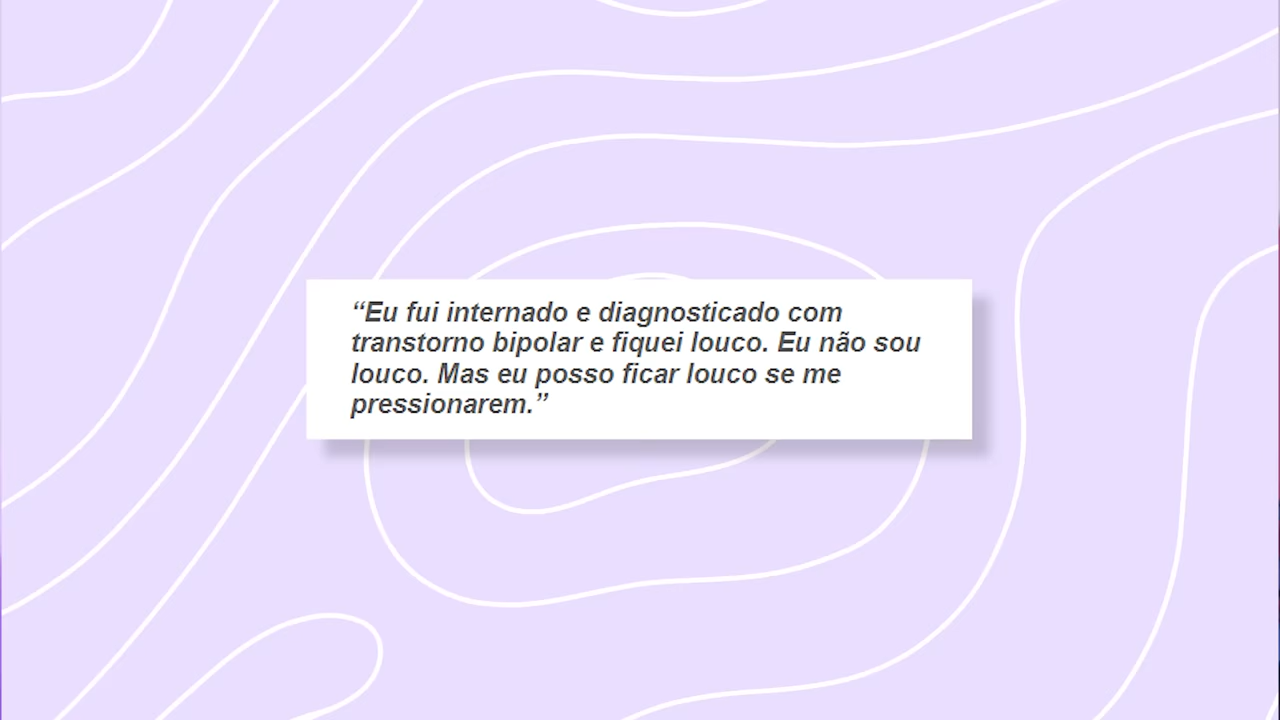 “Eu fui internado e diagnosticado com
transtorno bipolar e fiquei louco. Eu não sou
louco. Mas eu posso ficar louco se me
pressionarem.”